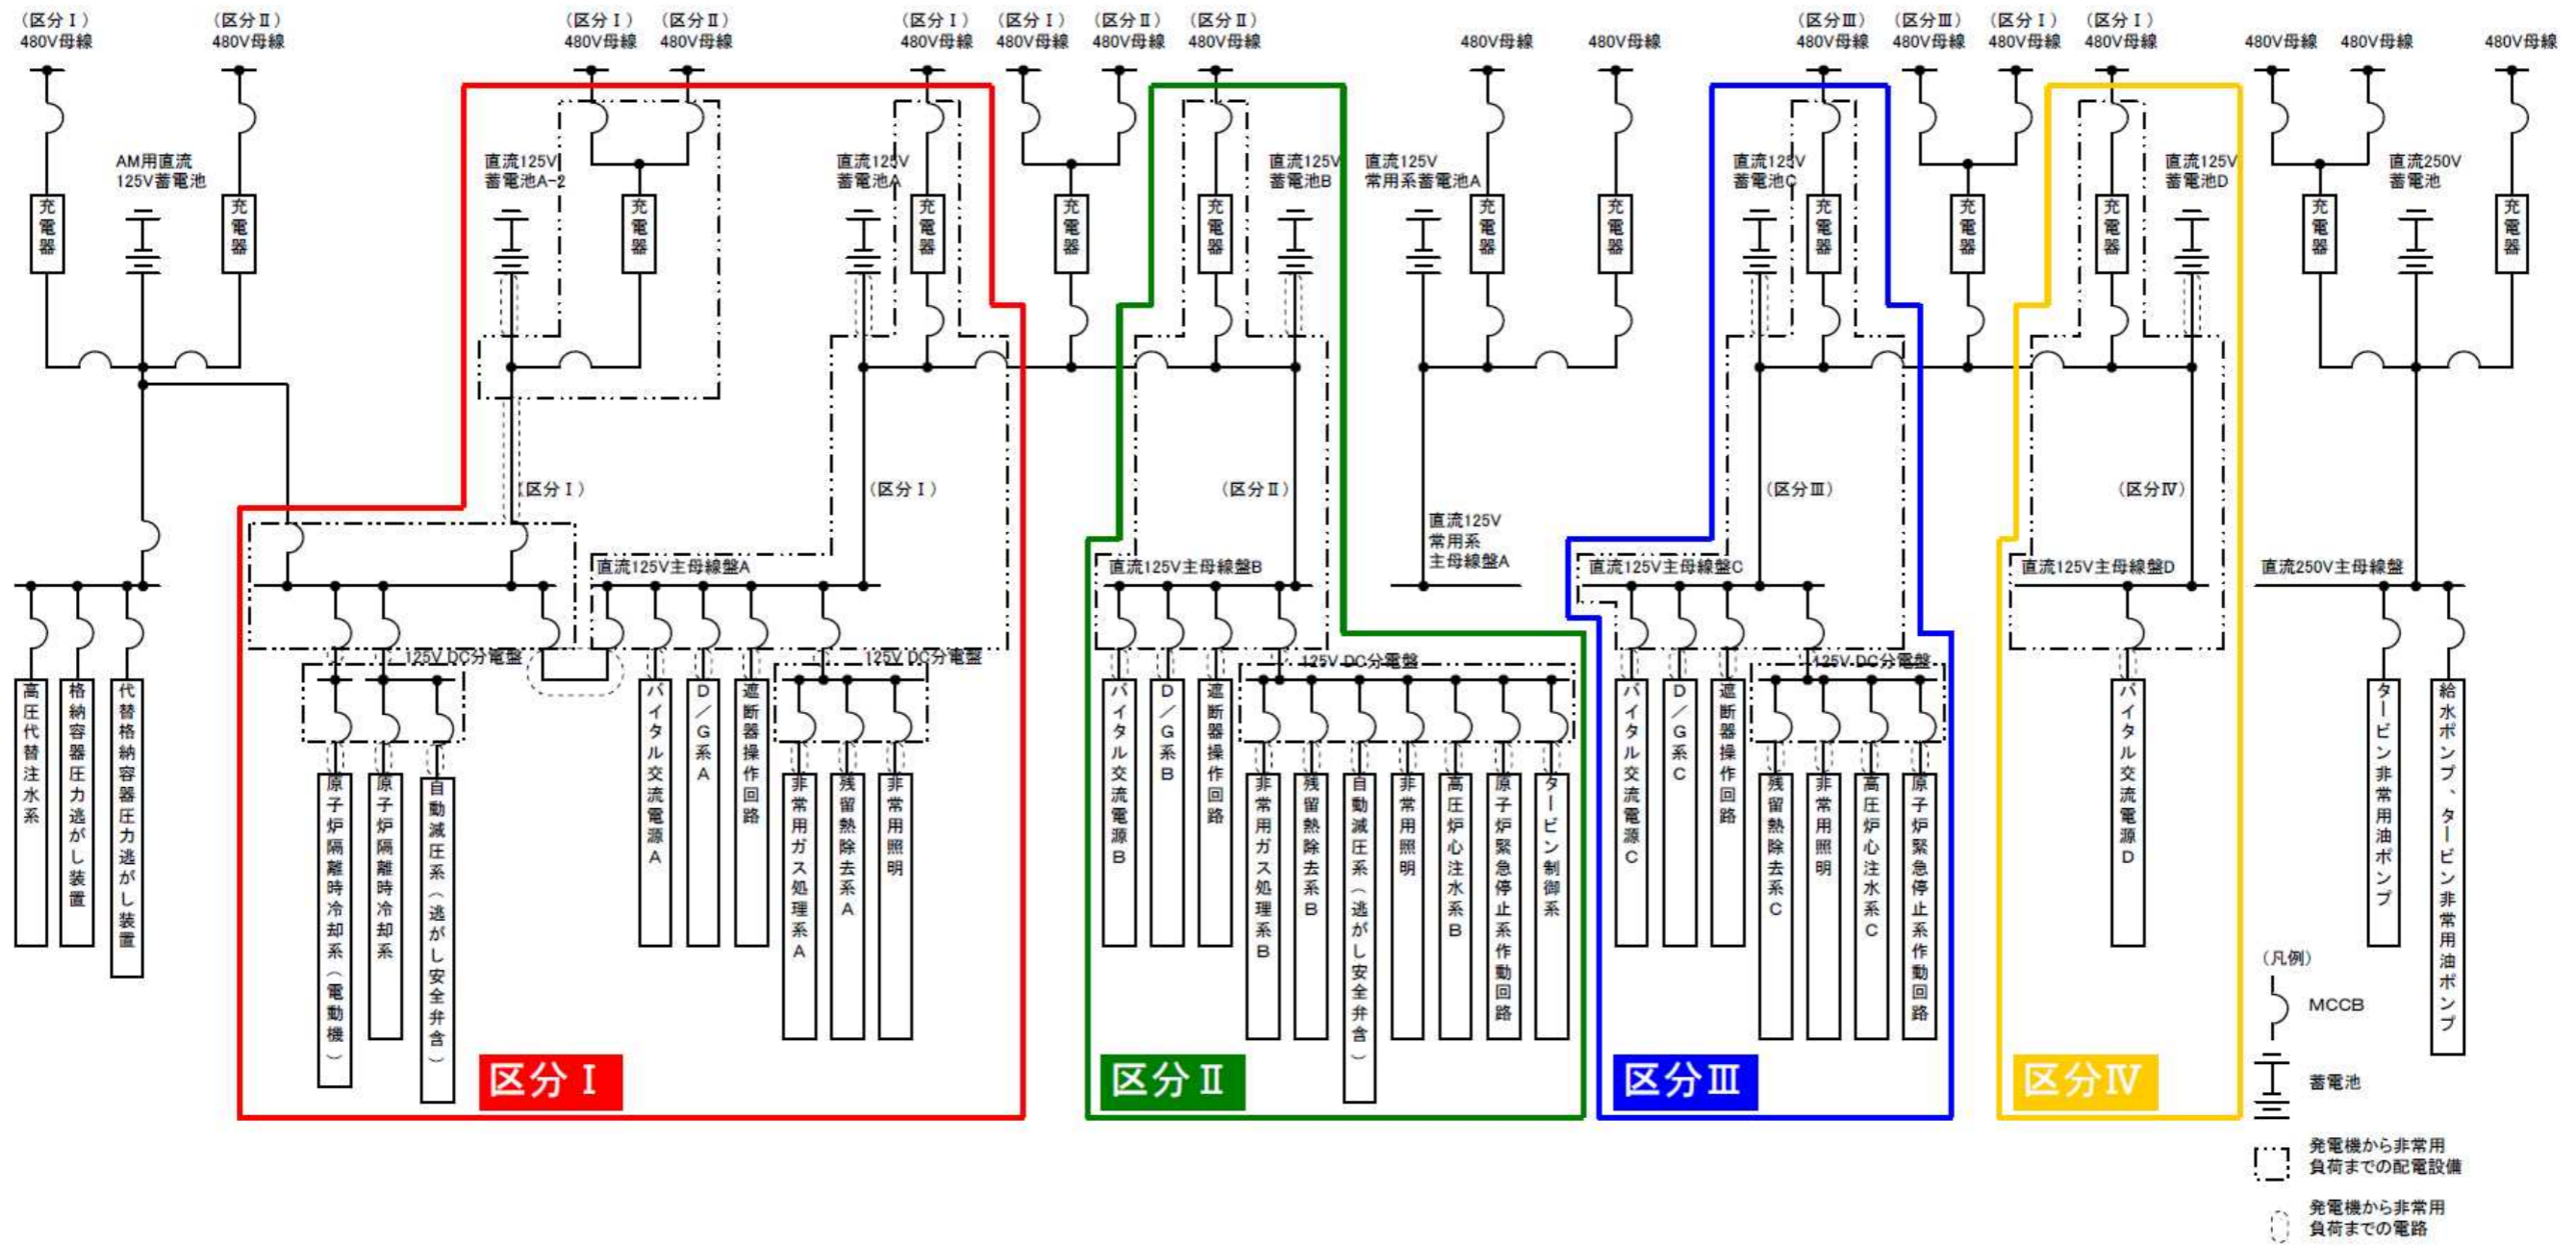 (区分Ⅰ)
480V母線
(区分Ⅱ)
480V母線
(区分Ⅰ)
480V母線
(区分Ⅱ)
480V母線
(区分Ⅰ)
480V母線
(区分Ⅰ)
480V母線
(区分Ⅱ)
480V母線
(区分Ⅱ)
480V母線
480V母線
480V母線
(区分Ⅲ)
480V母線
(区分Ⅲ)
480V母線
(区分Ⅰ)
480V母線
(区分Ⅰ)
480V母線
480V母線
480V母線
480V母線
AM用直流
125V蓄電池
直流125V
蓄電池A-2
直流125V
蓄電池A
直流125V
蓄電池B
直流125V
常用系蓄電池A
直流125V
蓄電池C
直流125V
蓄電池D
直流250V
蓄電池
充電器
充電器
充電器
充電器
充電器
充電器
充電器
充電器
充電器
充電器
充電器
充電器
充電器
(区分Ⅰ)
(区分Ⅰ)
(区分Ⅱ)
(区分Ⅲ)
(区分Ⅳ)
直流125V
常用系
主母線盤A
直流125V主母線盤A
直流125V主母線盤B
直流125V主母線盤C
直流125V主母線盤D
直流250V主母線盤
125V DC分電盤
125V DC分電盤
125V DC分電盤
125V DC分電盤
高圧代替注水系
格納容器圧力逃がし装置
代替格納容器圧力逃がし装置
原子炉隔離時冷却系(電動機)
原子炉隔離時冷却系
自動減圧系(逃がし安全弁含)
バイタル交流電源A
D/G系A
遮断器操作回路
非常用ガス処理系A
残留熱除去系A
非常用照明
バイタル交流電源B
D/G系B
遮断器操作回路
非常用ガス処理系B
残留熱除去系B
自動減圧系(逃がし安全弁含)
非常用照明
高圧炉心注水系B
原子炉緊急停止系作動回路
タービン制御系
バイタル交流電源C
D/G系C
遮断器操作回路
残留熱除去系C
非常用照明
高圧炉心注水系C
原子炉緊急停止系作動回路
バイタル交流電源D
タービン非常用油ポンプ
給水ポンプ、タービン非常用油ポンプ
区分Ⅰ
区分Ⅱ
区分Ⅲ
区分Ⅳ
(凡例)
MCCB
蓄電池
発電機から非常用
負荷までの配電設備
発電機から非常用
負荷までの電路